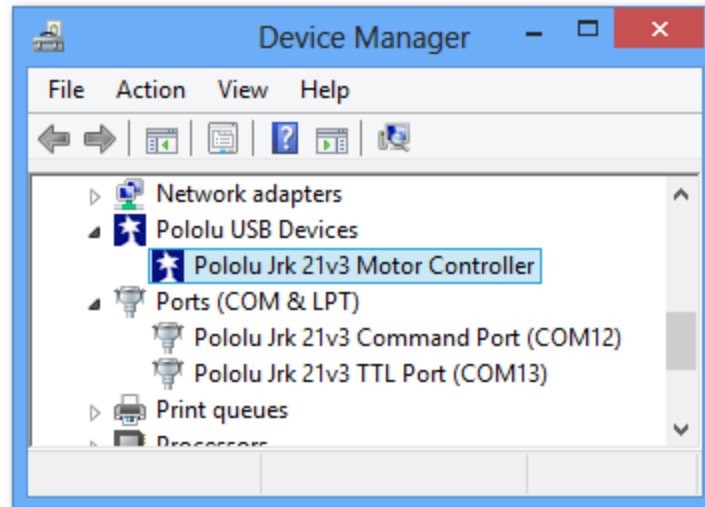 Device Manager
File Action View Help
Network adapters
Pololu USB Devices
Pololu Jrk 21v3 Motor Controller
Ports (COM & LPT)
Pololu Jrk 21v3 Command Port (COM12)
Pololu Jrk 21v3 TTL Port (COM13)
Print queues
Processors